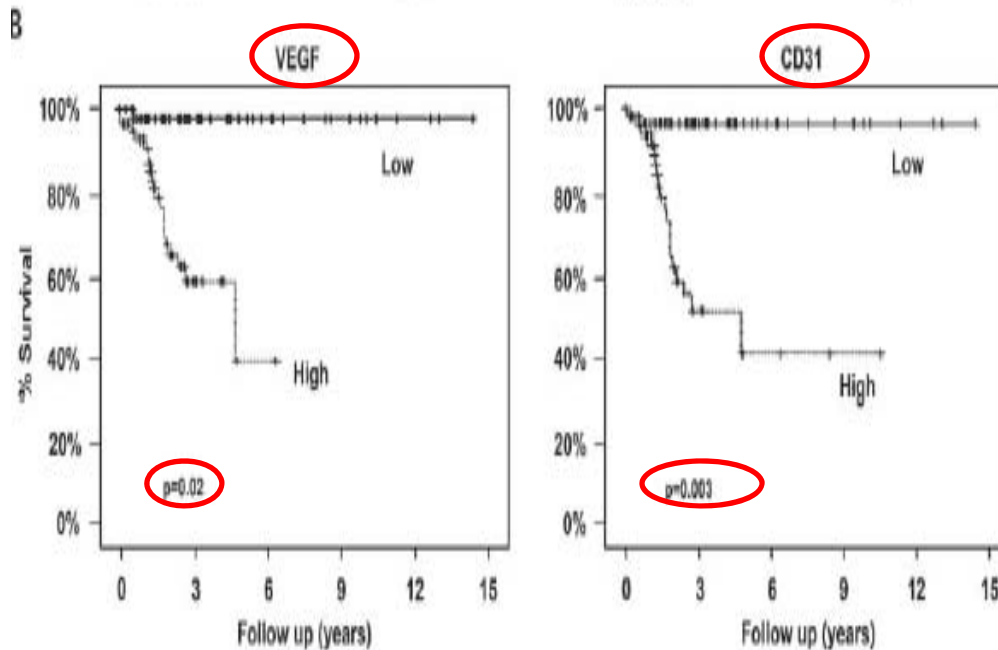 B
VEGF
100%
80%
60%
40%
20%
0%
% Survival
Low
High
p=0.02
0 3 6 9 12 15
Follow up (years)
CD31
100%
80%
60%
40%
20%
0%
Low
High
p=0.003
0 3 6 9 12 15
Follow up (years)